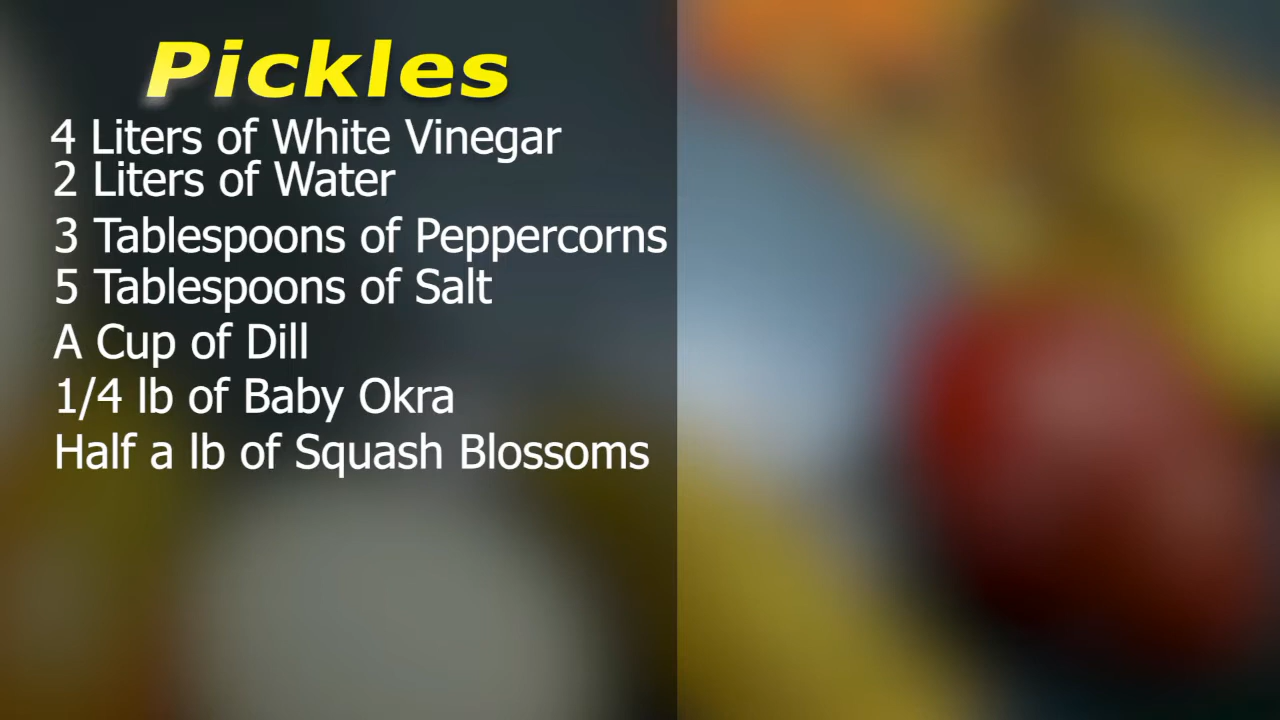 Pickles
4 Liters of White Vinegar
2 Liters of Water
3 Tablespoons of Peppercorns
5 Tablespoons of Salt
A Cup of Dill
1/4 lb of Baby Okra
Half a lb of Squash Blossoms